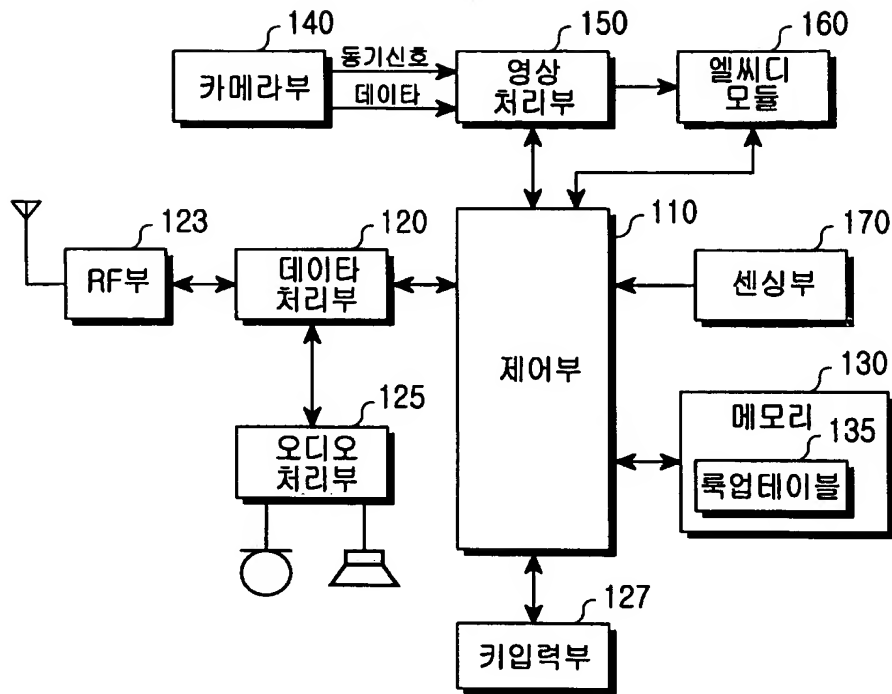 140
150
160
카메라부
동기신호
데이타
영상
처리부
엘씨디
모듈
123
120
110
170
RF부
데이타
처리부
제어부
센싱부
125
130
오디오
처리부
메모리
135
룩업테이블
127
키입력부